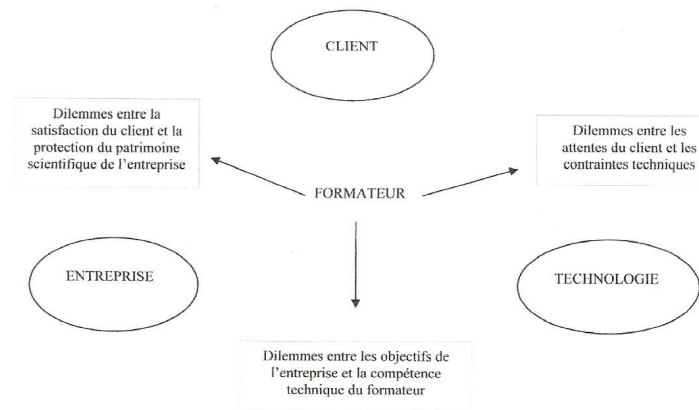 CLIENT
Dilemmes entre la
satisfaction du client et la
protection du patrimoine
scientifique de l'entreprise
Dilemmes entre les
attentes du client et les
contraintes techniques
FORMATEUR
ENTREPRISE
TECHNOLOGIE
Dilemmes entre les objectifs de
l'entreprise et la compétence
technique du formateur